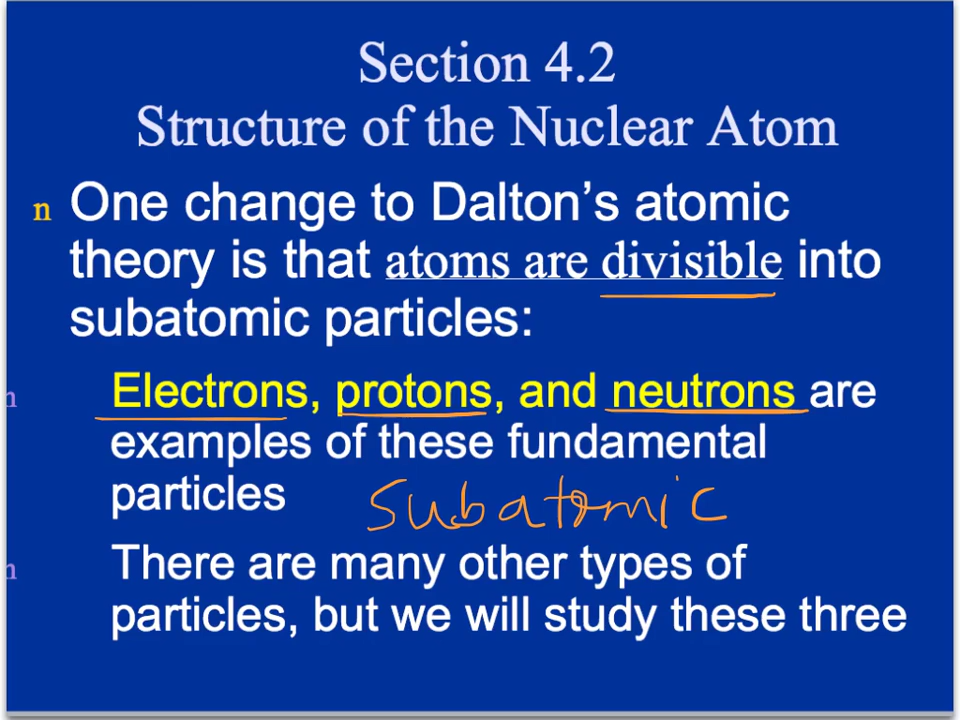 Section 4.2
Structure of the Nuclear Atom
n One change to Dalton’s atomic
theory is that atoms are divisible into
subatomic particles:
n Electrons, protons, and neutrons are
examples of these fundamental
particles subatomic
n There are many other types of
particles, but we will study these three